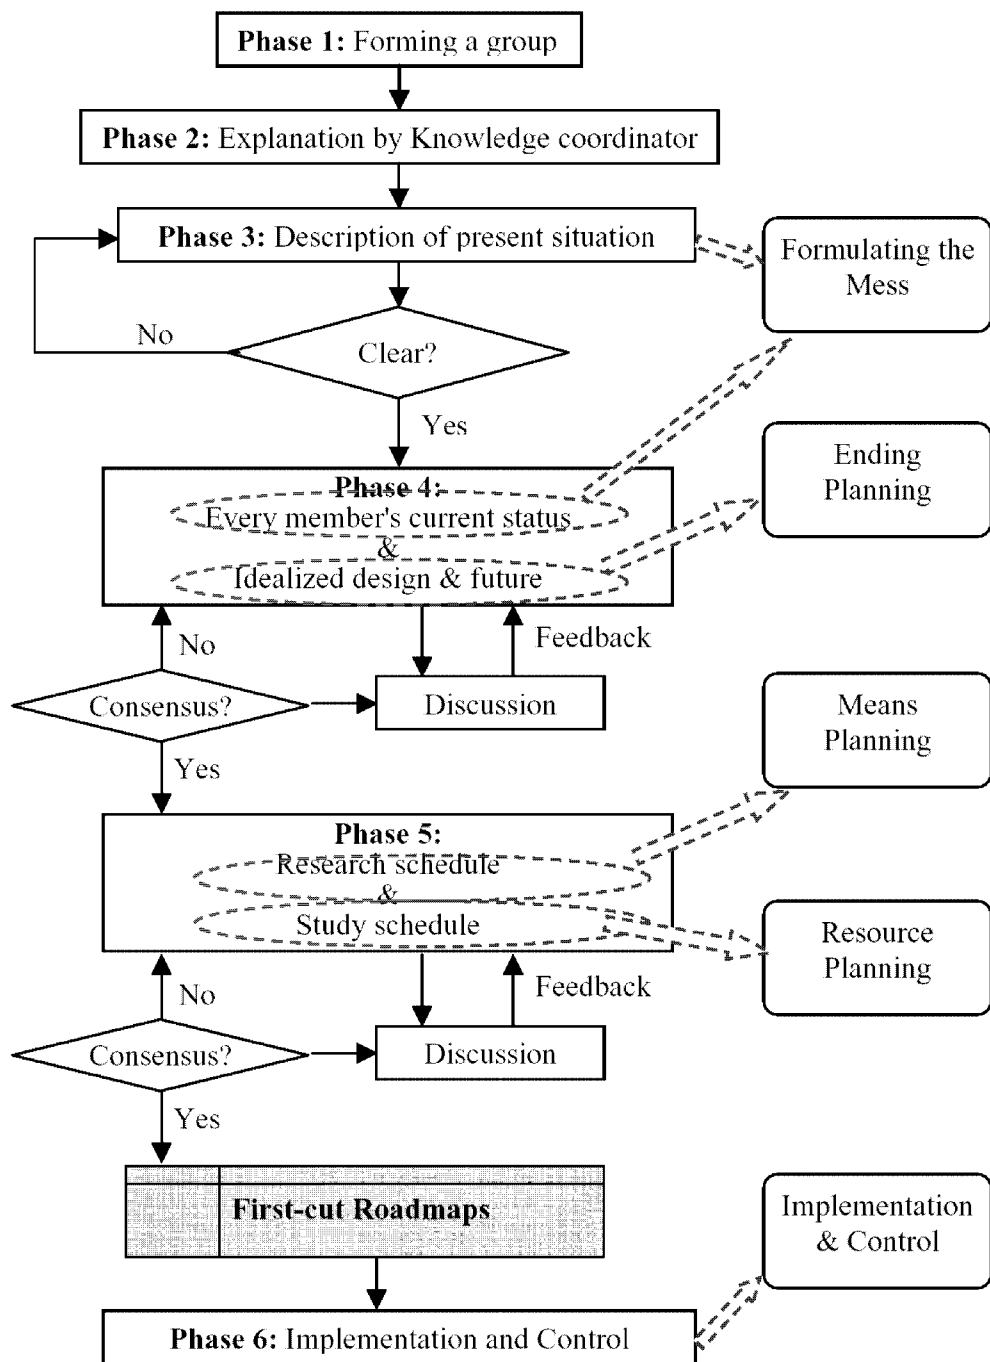 Phase 1: Forming a group
Phase 2: Explanation by Knowledge coordinator
Phase 3: Description of present situation
Formulating the
Mess
No
Clear?
Yes
Ending
Planning
Phase 4:
Every member's current status
&
Idealized design & future
No
Feedback
Consensus?
Discussion
Means
Planning
Yes
Phase 5:
Research schedule
&
Study schedule
Resource
Planning
No
Feedback
Consensus?
Discussion
Yes
First-cut Roadmaps
Implementation
& Control
Phase 6: Implementation and Control